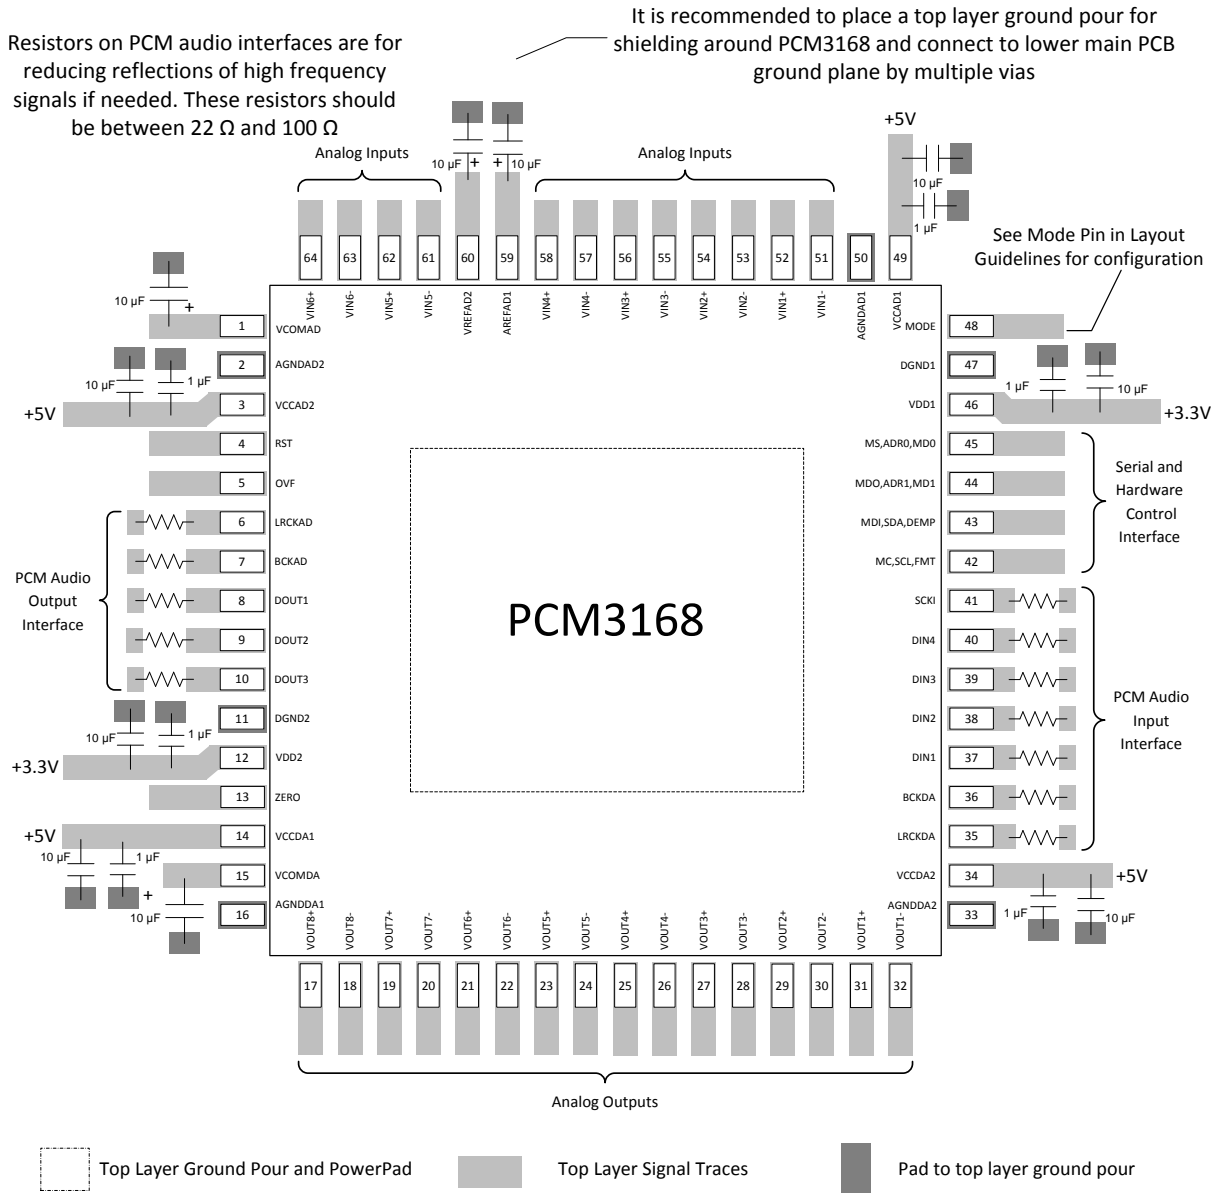 Resistors on PCM audio interfaces are for
reducing reflections of high frequency
signals if needed. These resistors should
be between 22 Ω and 100 Ω
It is recommended to place a top layer ground pour for
shielding around PCM3168 and connect to lower main PCB
ground plane by multiple vias
Analog Inputs
10 µF
+
+
10 µF
Analog Inputs
+5V
10 µF
1 µF
See Mode Pin in Layout
Guidelines for configuration
64
63
62
61
60
59
58
57
56
55
54
53
52
51
50
49
VIN6+
VIN6-
VIN5+
VIN5-
VREFAD2
AREFAD1
VIN4+
VIN4-
VIN3+
VIN3-
VIN2+
VIN2-
VIN1+
VIN1-
AGNDAD1
VCCAD1
10 µF
+
1
VCOMAD
2
AGNDAD2
10 µF
1 µF
+5V
3
VCCAD2
4
RST
5
OVF
PCM Audio
Output
Interface
6
LRCKAD
7
BCKAD
8
DOUT1
9
DOUT2
10
DOUT3
11
DGND2
10 µF
1 µF
+3.3V
12
VDD2
13
ZERO
+5V
14
VCCDA1
10 µF
1 µF
15
VCOMDA
+
10 µF
16
AGNDDA1
PCM3168
MODE
48
DGND1
47
1 µF
10 µF
VDD1
46
+3.3V
MS,ADR0,MD0
45
MDO,ADR1,MD1
44
MDI,SDA,DEMP
43
MC,SCL,FMT
42
Serial and
Hardware
Control
Interface
SCKI
41
DIN4
40
DIN3
39
DIN2
38
DIN1
37
BCKDA
36
LRCKDA
35
PCM Audio
Input
Interface
VCCDA2
34
+5V
AGNDDA2
33
1 µF
10 µF
VOUT8+
VOUT8-
VOUT7+
VOUT7-
VOUT6+
VOUT6-
VOUT5+
VOUT5-
VOUT4+
VOUT4-
VOUT3+
VOUT3-
VOUT2+
VOUT2-
VOUT1+
VOUT1-
17
18
19
20
21
22
23
24
25
26
27
28
29
30
31
32
Analog Outputs
Top Layer Ground Pour and PowerPad
Top Layer Signal Traces
Pad to top layer ground pour